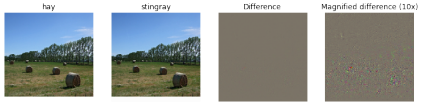 hay
stingray
Difference
Magnified difference (10x)